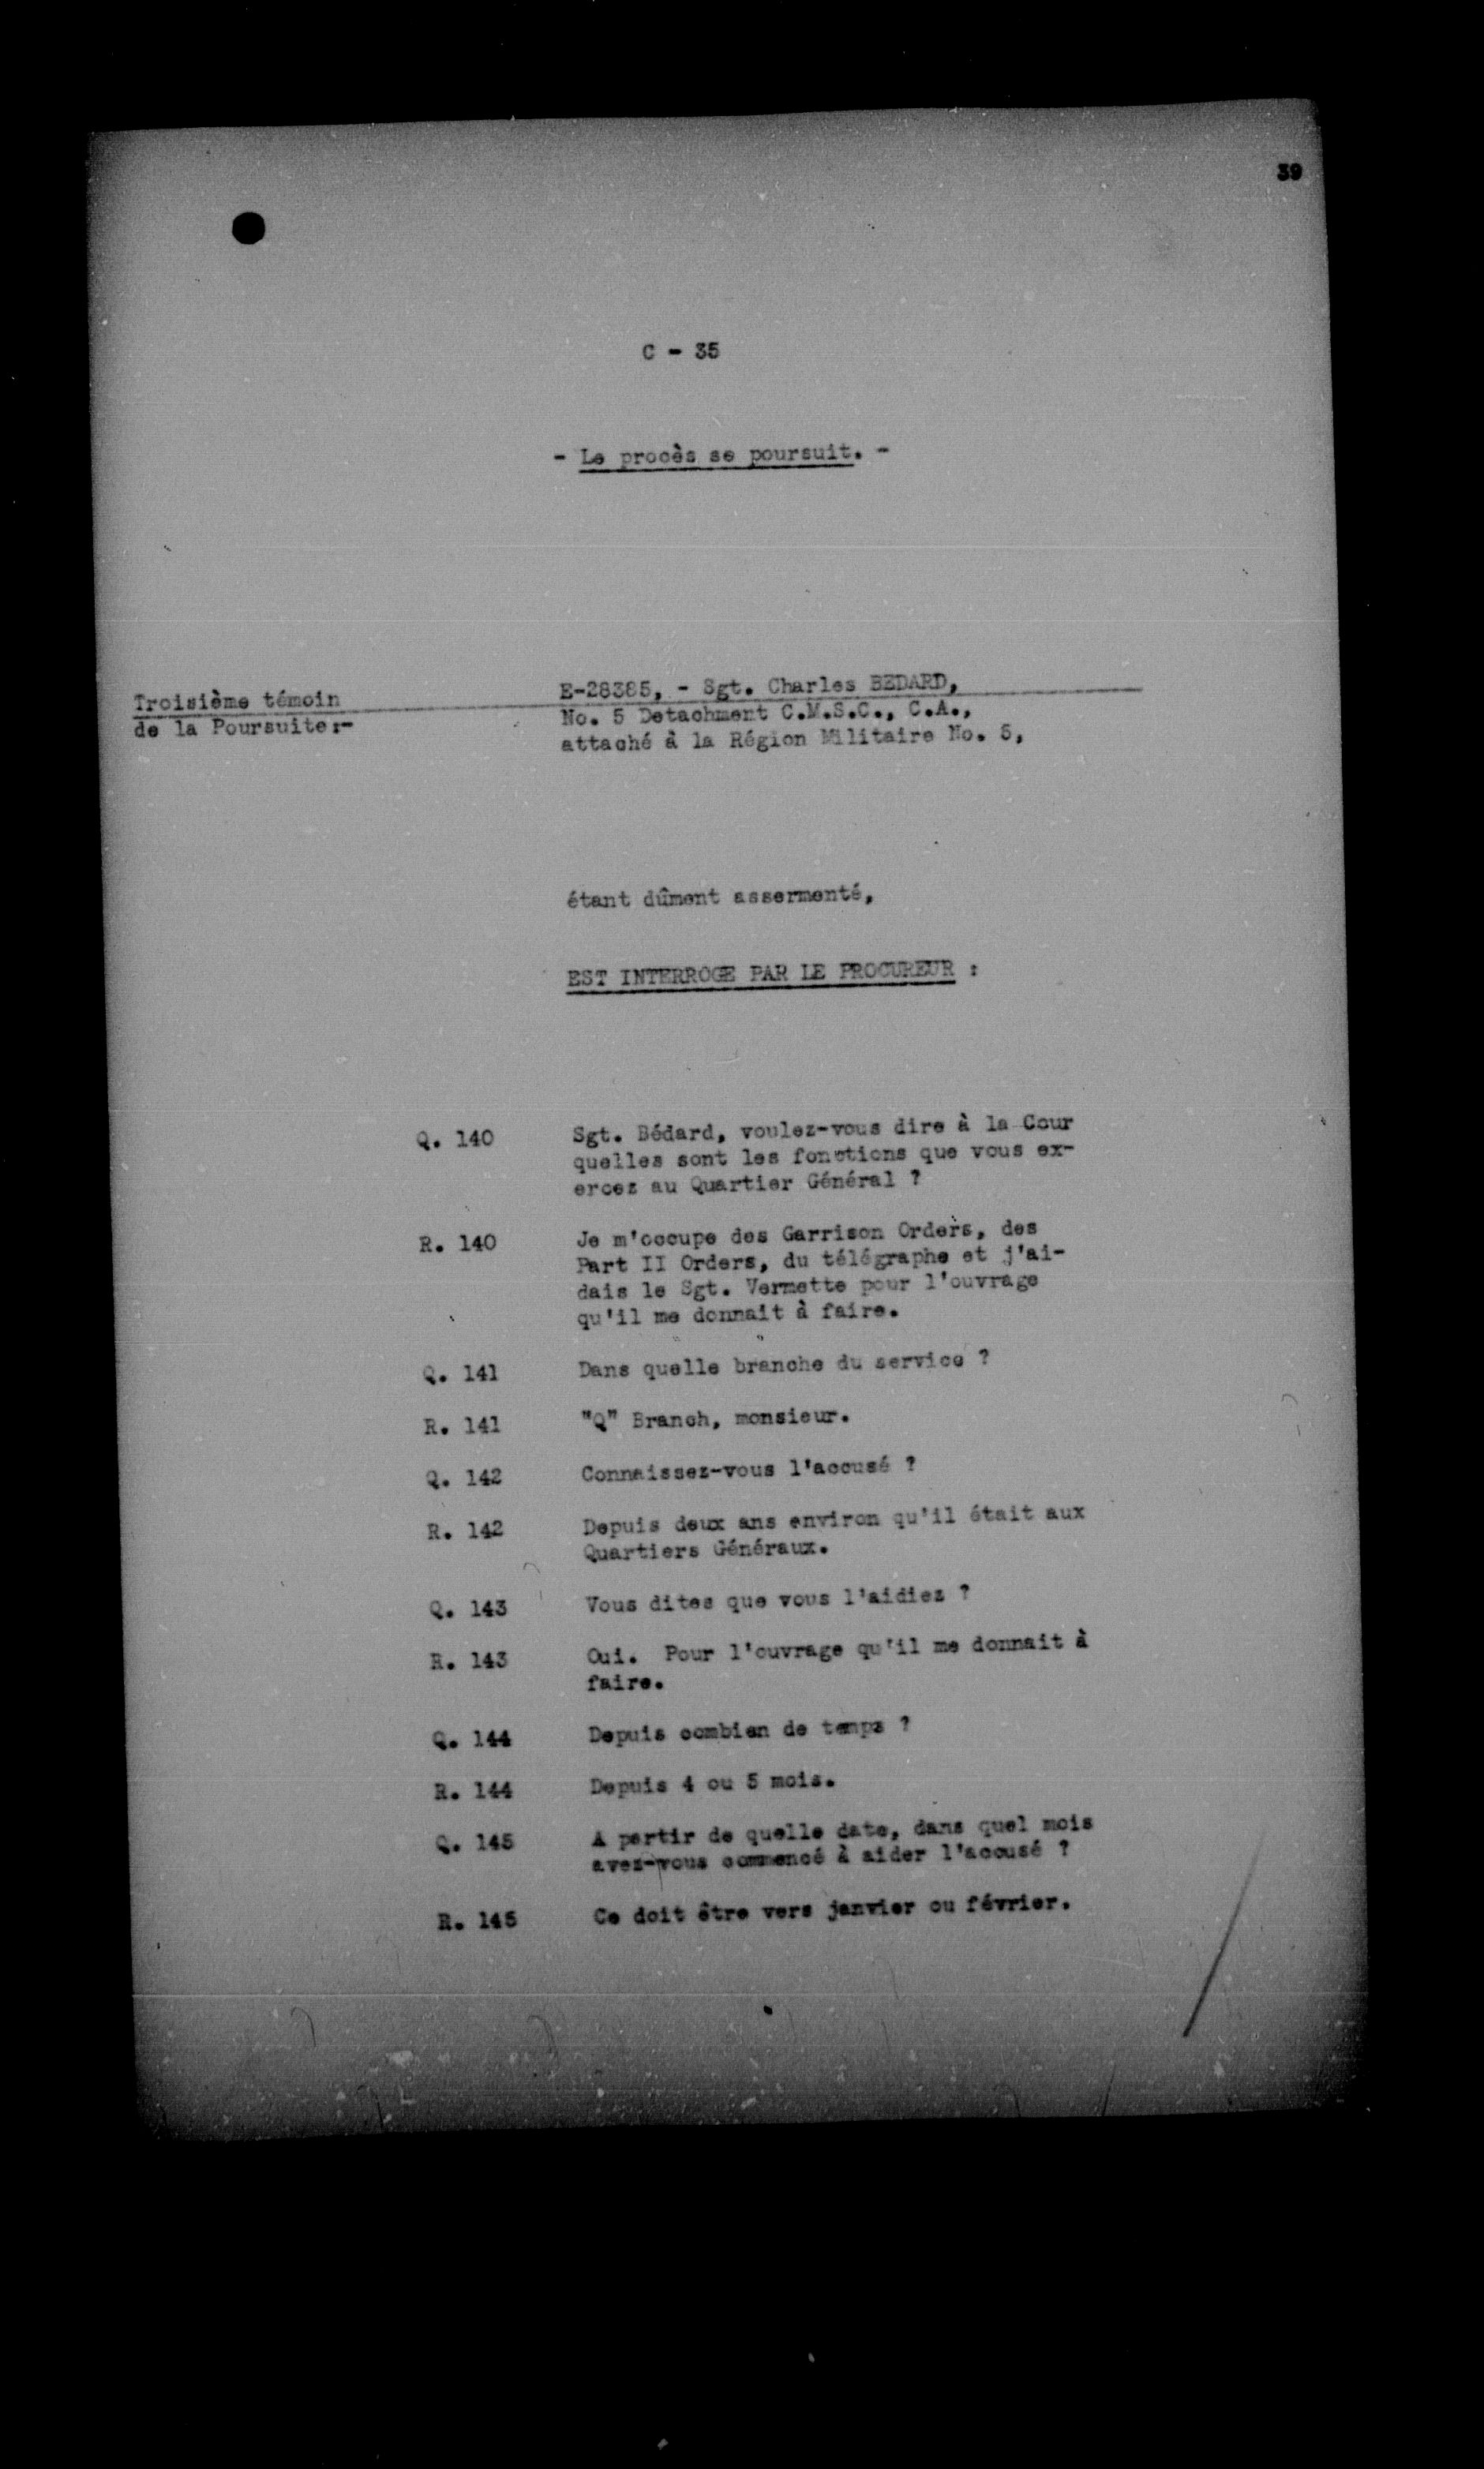 39
C - 35
- Le procès se poursuit. -
Troisième témoin
de la Poursuite:-
E-28385, - Sgt. Charles BEDARD,
No. 5 Detachment C.M.S.C., C.A.,
attaché à la Région Militaire No. 5,
étant dûment assermenté,
EST INTERROGE PAR LE PROCUREUR :
Q. 140 Sgt. Bédard, voulez-vous dire à la Cour
quelles sont les fonctions que vous ex-
ercez au Quartier Général ?
R. 140 Je m'occupe des Garrison Orders, des
Part II Orders, du télégraphe et j'ai-
dais le Sgt. Vermette pour l'ouvrage
qu'il me donnait à faire.
Q. 141 Dans quelle branche du service ?
R. 141 "Q" Branch, monsieur.
Q. 142 Connaissez-vous l'accusé ?
R. 142 Depuis deux ans environ qu'il était aux
Quartiers Généraux.
Q. 143 Vous dites que vous l'aidiez ?
R. 143 Oui. Pour l'ouvrage qu'il me donnait à
faire.
Q. 144 Depuis combien de temps ?
R. 144 Depuis 4 ou 5 mois.
Q. 145 A partir de quelle date, dans quel mois
avez-vous commencé à aider l'accusé ?
R. 145 Ce doit être vers janvier ou février.